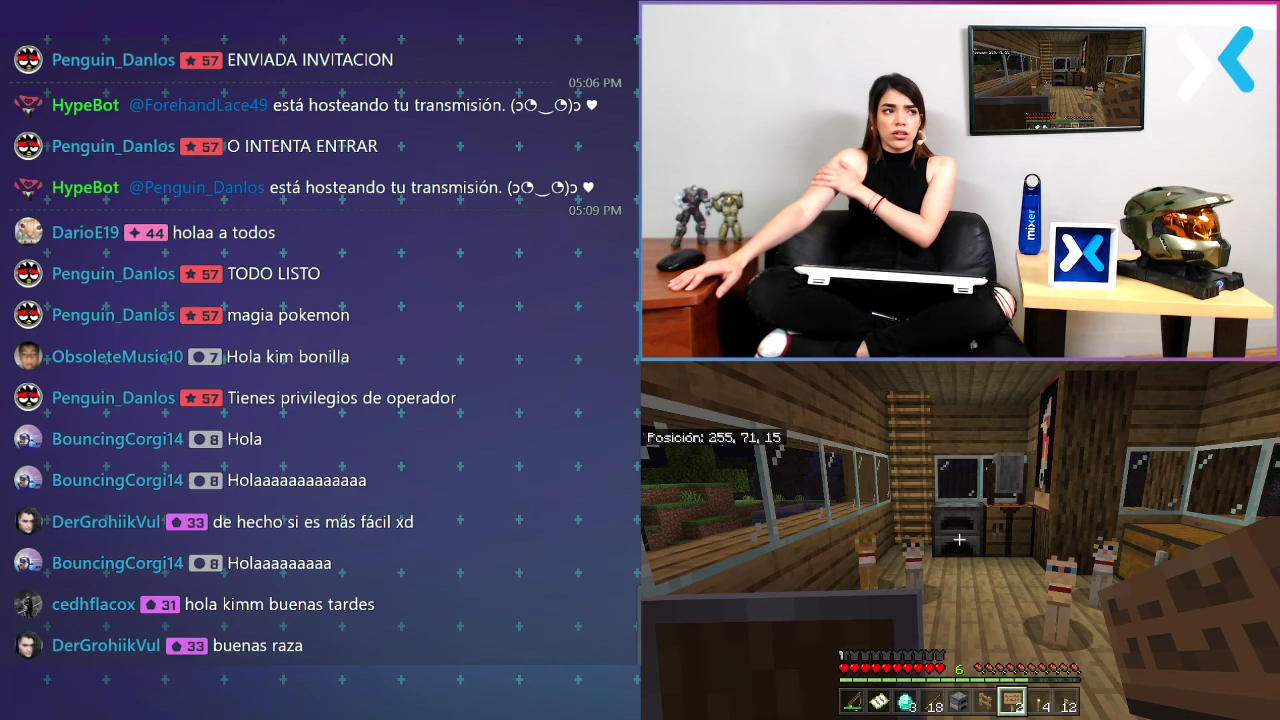 Penguin_Danlos ★ 57 ENVIADA INVITACION
05:06 PM
HypeBot @ForehandLace49 está hosteando tu transmisión. (ɔ◔‿◔)ɔ ♥
Penguin_Danlos ★ 57 O INTENTA ENTRAR
HypeBot @Penguin_Danlos está hosteando tu transmisión. (ɔ◔‿◔)ɔ ♥
05:09 PM
DarioE19 44 holaa a todos
Penguin_Danlos ★ 57 TODO LISTO
Penguin_Danlos ★ 57 magia pokemon
ObsoleteMusic10 7 Hola kim bonilla
Penguin_Danlos ★ 57 Tienes privilegios de operador
BouncingCorgi14 8 Hola
BouncingCorgi14 8 Holaaaaaaaaaaaa
DerGrohiikVul 33 de hecho si es más fácil xd
BouncingCorgi14 8 Holaaaaaaaaa
cedhflacox 31 hola kimm buenas tardes
DerGrohiikVul 33 buenas raza
mixer
Posición: 255, 71, 15
6
3 18 2 4 12